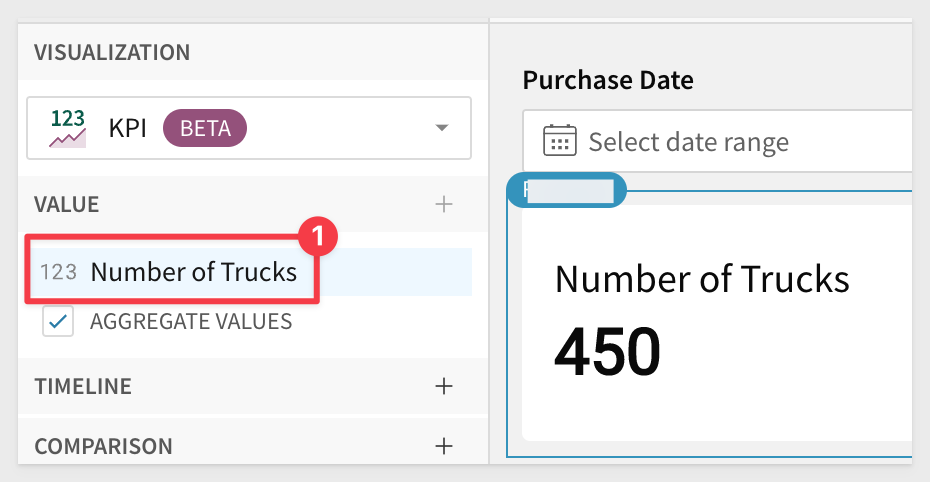 VISUALIZATION
123
KPI BETA
VALUE
1
123 Number of Trucks
AGGREGATE VALUES
TIMELINE
COMPARISON
Purchase Date
Select date range
Number of Trucks
450